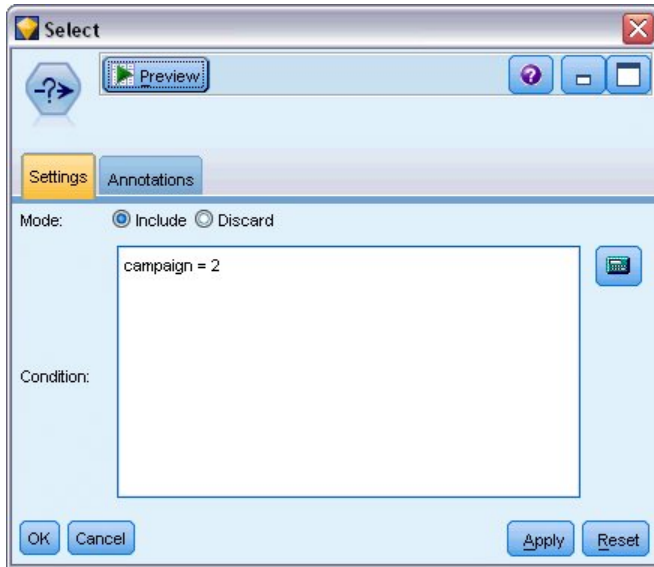 Select
-?➤
Preview
?
Settings
Annotations
Mode:
Include
Discard
campaign = 2
Condition:
OK
Cancel
Apply
Reset